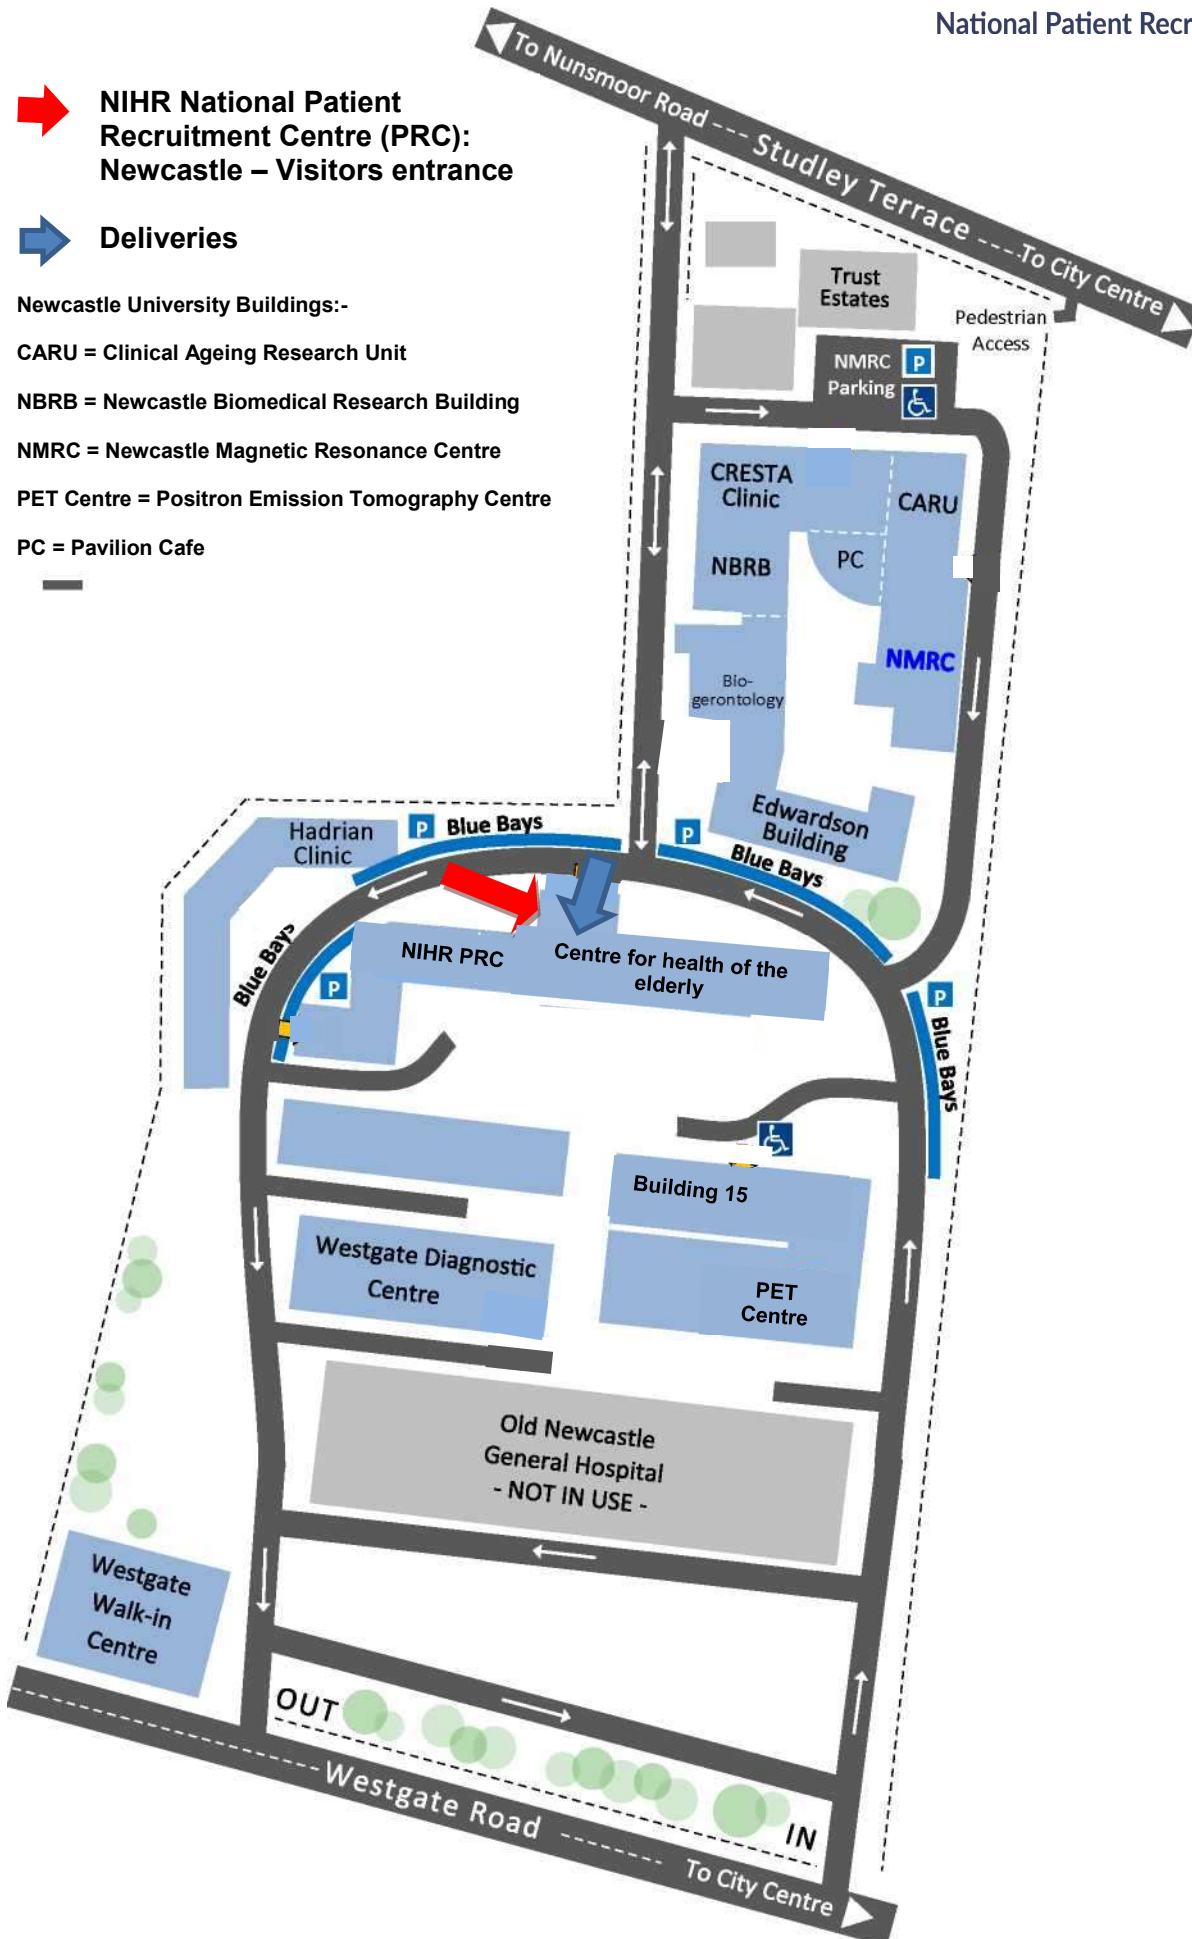 National Patient Recr
NIHR National Patient
Recruitment Centre (PRC):
Newcastle – Visitors entrance
Deliveries
Newcastle University Buildings:-
CARU = Clinical Ageing Research Unit
NBRB = Newcastle Biomedical Research Building
NMRC = Newcastle Magnetic Resonance Centre
PET Centre = Positron Emission Tomography Centre
PC = Pavilion Cafe
To Nunsmoor Road ---- Studley Terrace ----To City Centre
Trust
Estates
Pedestrian
Access
NMRC P
Parking
CRESTA
Clinic
CARU
NBRB
PC
NMRC
Bio-
gerontology
Edwardson
Building
Hadrian
Clinic
P Blue Bays
P
Blue Bays
Blue Bays
P
NIHR PRC
Centre for health of the
elderly
P
Blue Bays
Building 15
Westgate Diagnostic
Centre
PET
Centre
Old Newcastle
General Hospital
- NOT IN USE -
Westgate
Walk-in
Centre
OUT
IN
Westgate Road
To City Centre